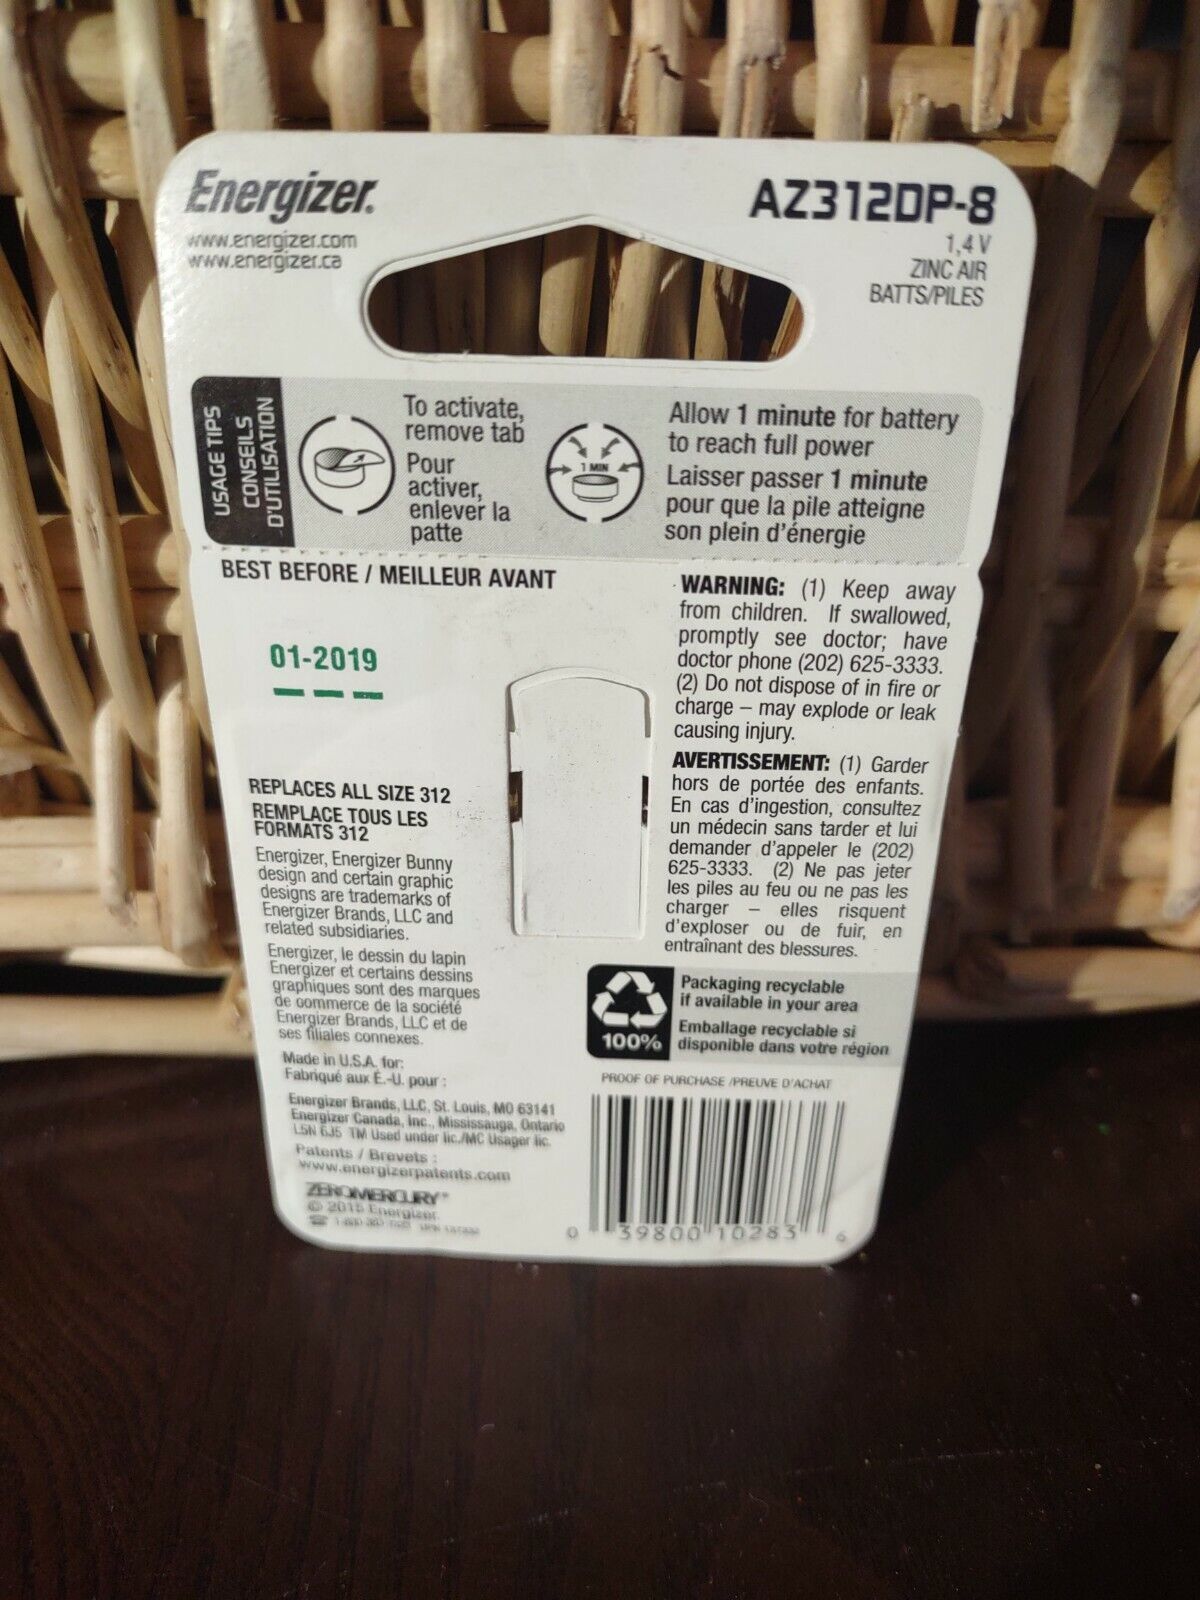 Energizer.
www.energizer.com
www.energizer.ca
AZ312DP-8
1,4 V
ZINC AIR
BATTS/PILES
USAGE TIPS
CONSEILS
D'UTILISATION
To activate,
remove tab
Pour
activer,
enlever la
patte
1 MIN
Allow 1 minute for battery
to reach full power
Laisser passer 1 minute
pour que la pile atteigne
son plein d'énergie
BEST BEFORE / MEILLEUR AVANT
01-2019
REPLACES ALL SIZE 312
REMPLACE TOUS LES
FORMATS 312
Energizer, Energizer Bunny
design and certain graphic
designs are trademarks of
Energizer Brands, LLC and
related subsidiaries.
Energizer, le dessin du lapin
Energizer et certains dessins
graphiques sont des marques
de commerce de la société
Energizer Brands, LLC et de
ses filiales connexes.
Made in U.S.A. for:
Fabriqué aux É.-U. pour :
Energizer Brands, LLC, St. Louis, MO 63141
Energizer Canada, Inc., Mississauga, Ontario
L5N 6J5 TM Used under lic./MC Usager lic.
Patents / Brevets :
www.energizerpatents.com
ZEROMERCURY
© 2015 Energizer.
WARNING: (1) Keep away
from children. If swallowed,
promptly see doctor; have
doctor phone (202) 625-3333.
(2) Do not dispose of in fire or
charge – may explode or leak
causing injury.
AVERTISSEMENT: (1) Garder
hors de portée des enfants.
En cas d'ingestion, consultez
un médecin sans tarder et lui
demander d'appeler le (202)
625-3333. (2) Ne pas jeter
les piles au feu ou ne pas les
charger – elles risquent
d'exploser ou de fuir, en
entraînant des blessures.
100%
Packaging recyclable
if available in your area
Emballage recyclable si
disponible dans votre région
PROOF OF PURCHASE /PREUVE D'ACHAT
0 39800 10283 6